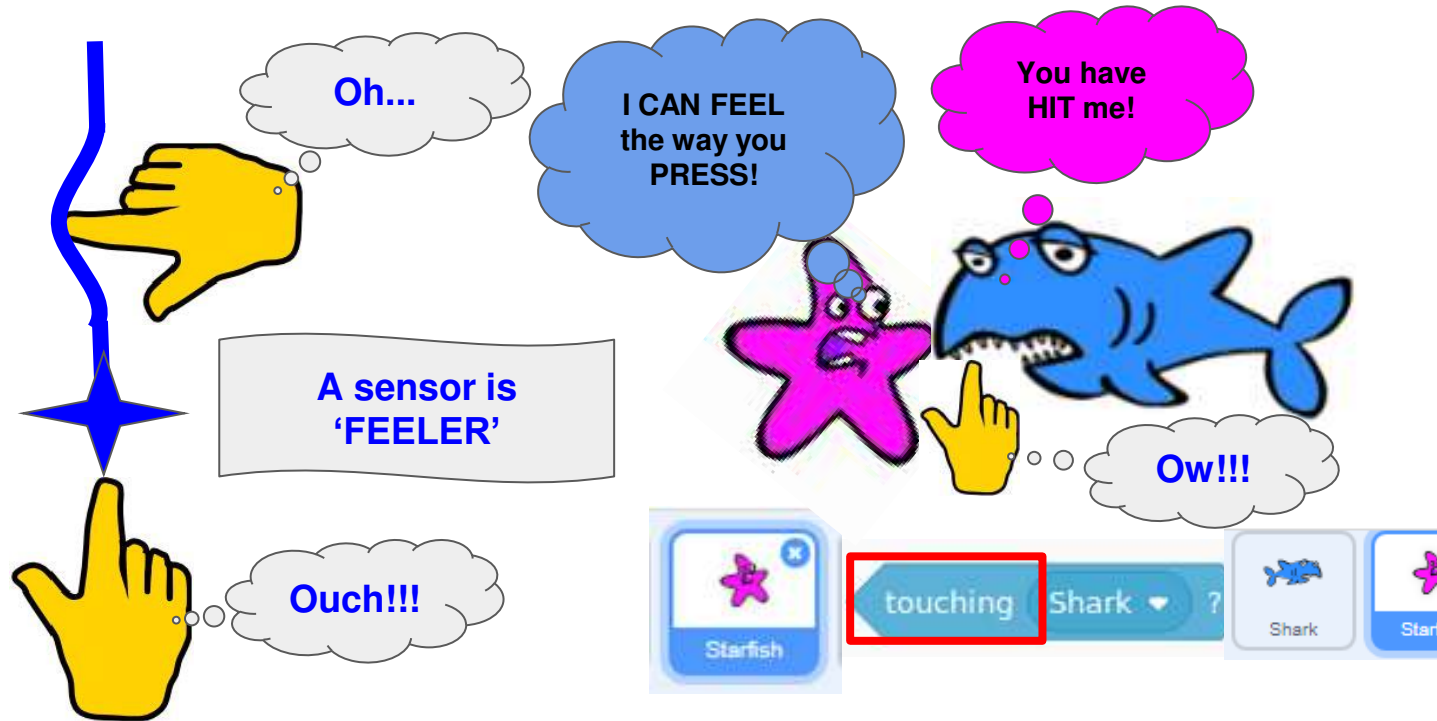 Oh...
I CAN FEEL
the way you
PRESS!
You have
HIT me!
A sensor is
‘FEELER’
Ow!!!
Ouch!!!
Starfish
touching Shark ?
Shark
Star